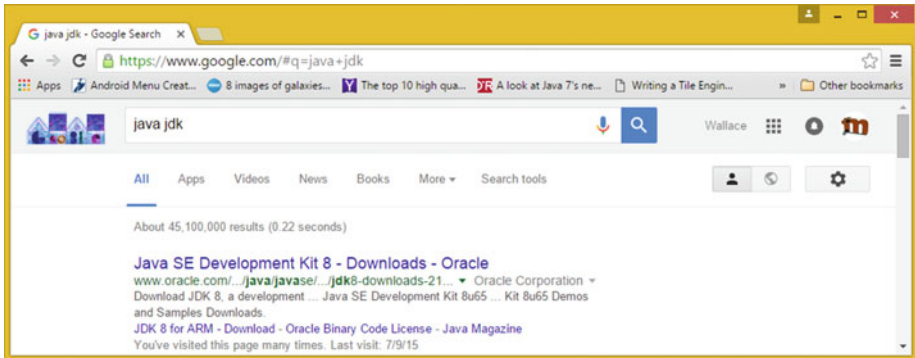 java jdk - Google Search
https://www.google.com/#q=java+jdk
Apps Android Menu Creat... 8 images of galaxies... The top 10 high qua... A look at Java 7's ne... Writing a Tile Engin... » Other bookmarks
java jdk
Wallace
All Apps Videos News Books More Search tools
About 45,100,000 results (0.22 seconds)
Java SE Development Kit 8 - Downloads - Oracle
www.oracle.com/.../java/javase/.../jdk8-downloads-21... Oracle Corporation
Download JDK 8, a development ... Java SE Development Kit 8u65 ... Kit 8u65 Demos
and Samples Downloads.
JDK 8 for ARM - Download - Oracle Binary Code License - Java Magazine
You've visited this page many times. Last visit: 7/9/15